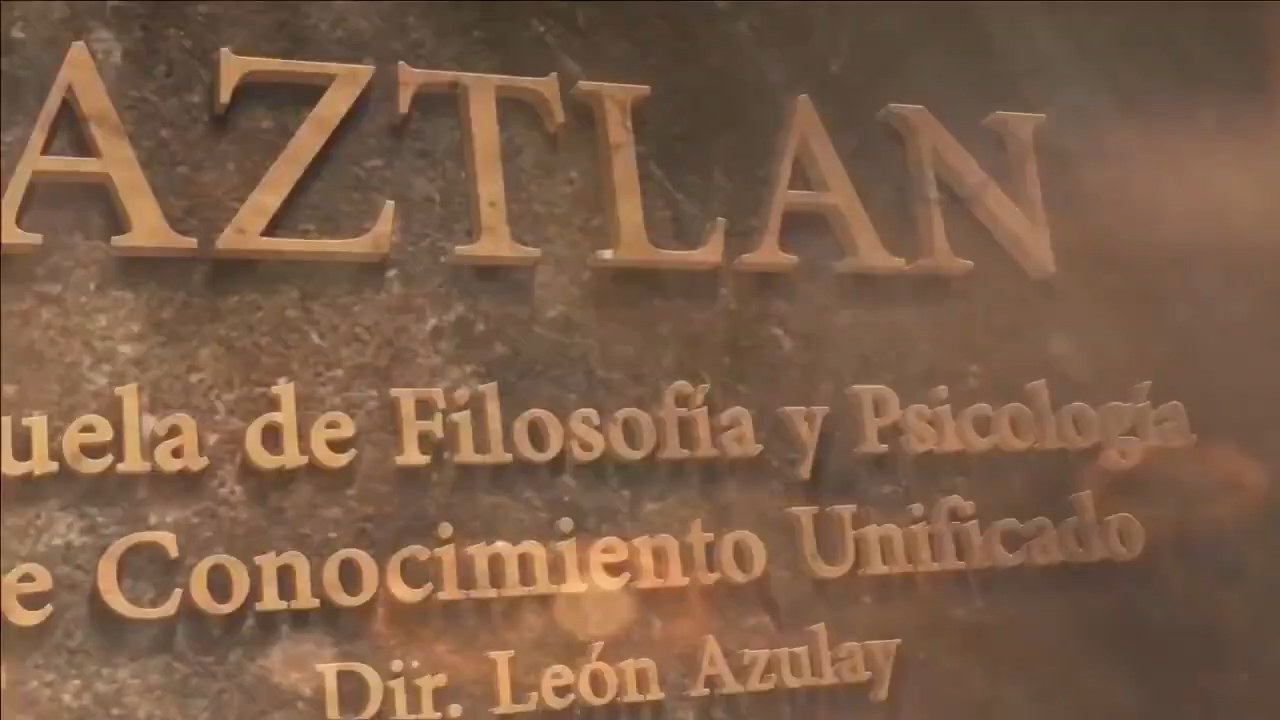 AZTLAN
uela de Filosofía y Psicología
e Conocimiento Unificado
Dir. León Azulay